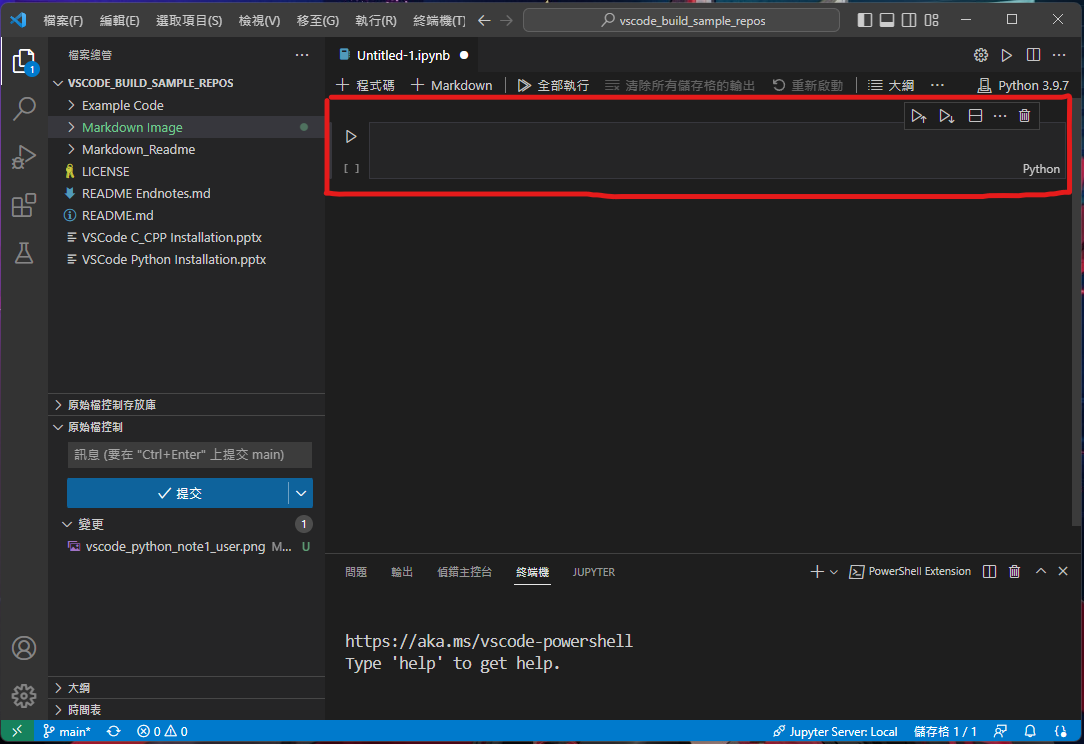 檔案(F) 編輯(E) 選取項目(S) 檢視(V) 移至(G) 執行(R) 終端機(T) vscode_build_sample_repos
檔案總管
1
VSCODE_BUILD_SAMPLE_REPOS
Example Code
Markdown Image
Markdown_Readme
LICENSE
README Endnotes.md
README.md
VSCode C_CPP Installation.pptx
VSCode Python Installation.pptx
原始檔控制存放庫
原始檔控制
訊息 (要在 "Ctrl+Enter" 上提交 main)
提交
變更 1
vscode_python_note1_user.png M... U
大綱
時間表
Untitled-1.ipynb
程式碼 Markdown 全部執行 清除所有儲存格的輸出 重新啟動 大綱 ... Python 3.9.7
[ ]
Python
問題 輸出 偵錯主控台 終端機 JUPYTER PowerShell Extension
https://aka.ms/vscode-powershell
Type 'help' to get help.
main* 0 0 Jupyter Server: Local 儲存格 1 / 1